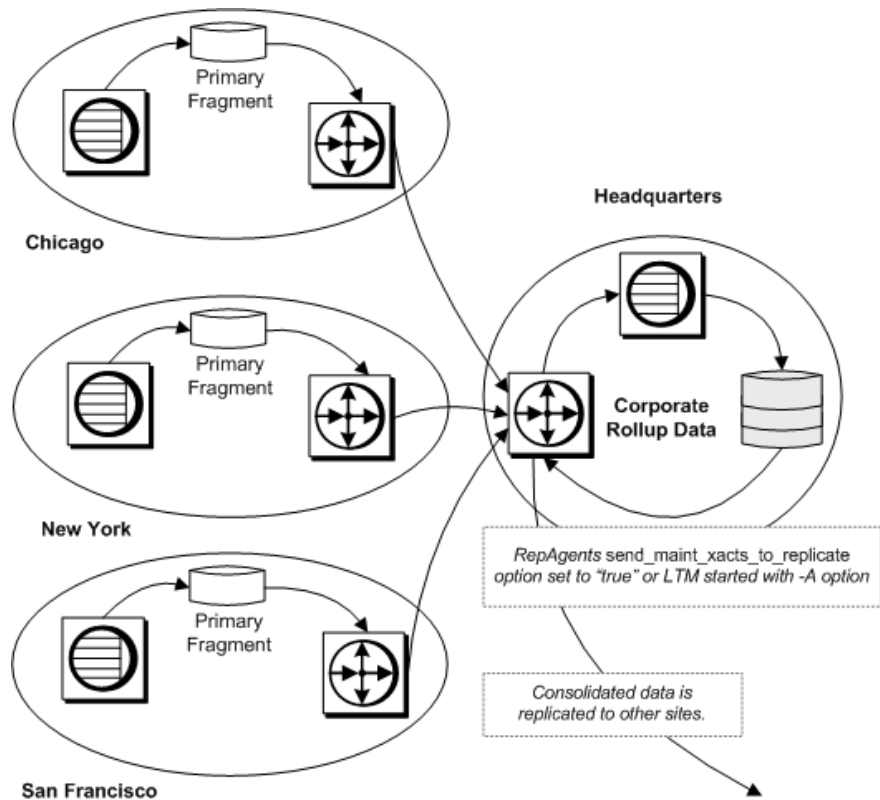 Primary
Fragment
Chicago
Primary
Fragment
New York
Primary
Fragment
San Francisco
Headquarters
Corporate
Rollup Data
RepAgents send_maint_xacts_to_replicate
option set to “true” or LTM started with -A option
Consolidated data is
replicated to other sites.